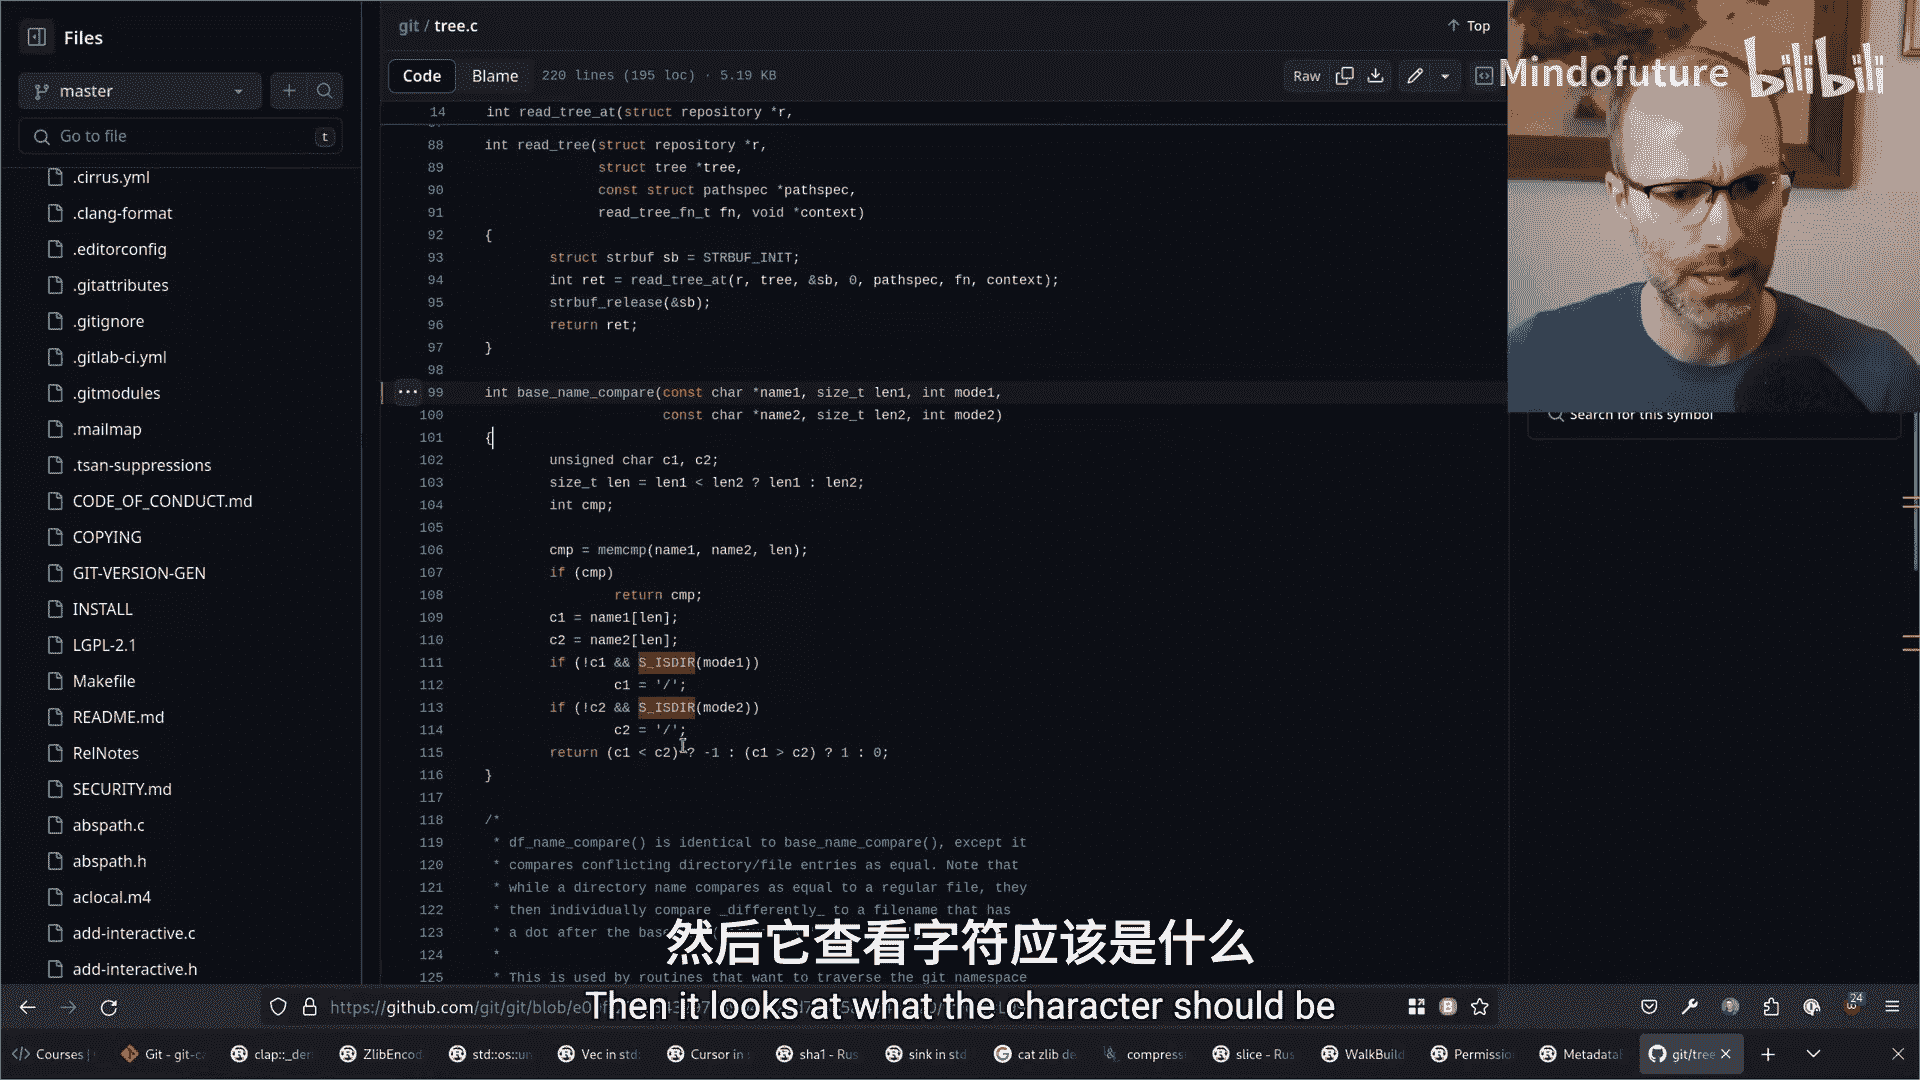 Files
master
Go to file
t
.cirrus.yml
.clang-format
.editorconfig
.gitattributes
.gitignore
.gitlab-ci.yml
.gitmodules
.mailmap
.tsan-suppressions
CODE_OF_CONDUCT.md
COPYING
GIT-VERSION-GEN
INSTALL
LGPL-2.1
Makefile
README.md
RelNotes
SECURITY.md
abspath.c
abspath.h
aclocal.m4
add-interactive.c
add-interactive.h
git / tree.c
Top
Code
Blame
220 lines (195 loc) · 5.19 KB
Raw
Mindofuture bilibili
14 int read_tree_at(struct repository *r,
88 int read_tree(struct repository *r,
89 struct tree *tree,
90 const struct pathspec *pathspec,
91 read_tree_fn_t fn, void *context)
92 {
93 struct strbuf sb = STRBUF_INIT;
94 int ret = read_tree_at(r, tree, &sb, 0, pathspec, fn, context);
95 strbuf_release(&sb);
96 return ret;
97 }
98
99 int base_name_compare(const char *name1, size_t len1, int mode1,
100 const char *name2, size_t len2, int mode2)
101 {
102 unsigned char c1, c2;
103 size_t len = len1 < len2 ? len1 : len2;
104 int cmp;
105
106 cmp = memcmp(name1, name2, len);
107 if (cmp)
108 return cmp;
109 c1 = name1[len];
110 c2 = name2[len];
111 if (!c1 && S_ISDIR(mode1))
112 c1 = '/';
113 if (!c2 && S_ISDIR(mode2))
114 c2 = '/';
115 return (c1 < c2) ? -1 : (c1 > c2) ? 1 : 0;
116 }
117
118 /*
119 * df_name_compare() is identical to base_name_compare(), except it
120 * compares conflicting directory/file entries as equal. Note that
121 * while a directory name compares as equal to a regular file, they
122 * then individually compare _differently_ to a filename that has
123 * a dot after the base
124 *
125 * This is used by routines that want to traverse the git namespace
Search for this symbol
然后它查看字符应该是什么
Then it looks at what the character should be
https://github.com/git/git/blob/
24
Courses
Git - git-
clap::_
ZlibEncod
std::os::
Vec in std
Cursor in
sha1 - Rus
sink in std
cat zlib de
compress
slice - Rus
WalkBuild
Permissio
Metadata
git/tree